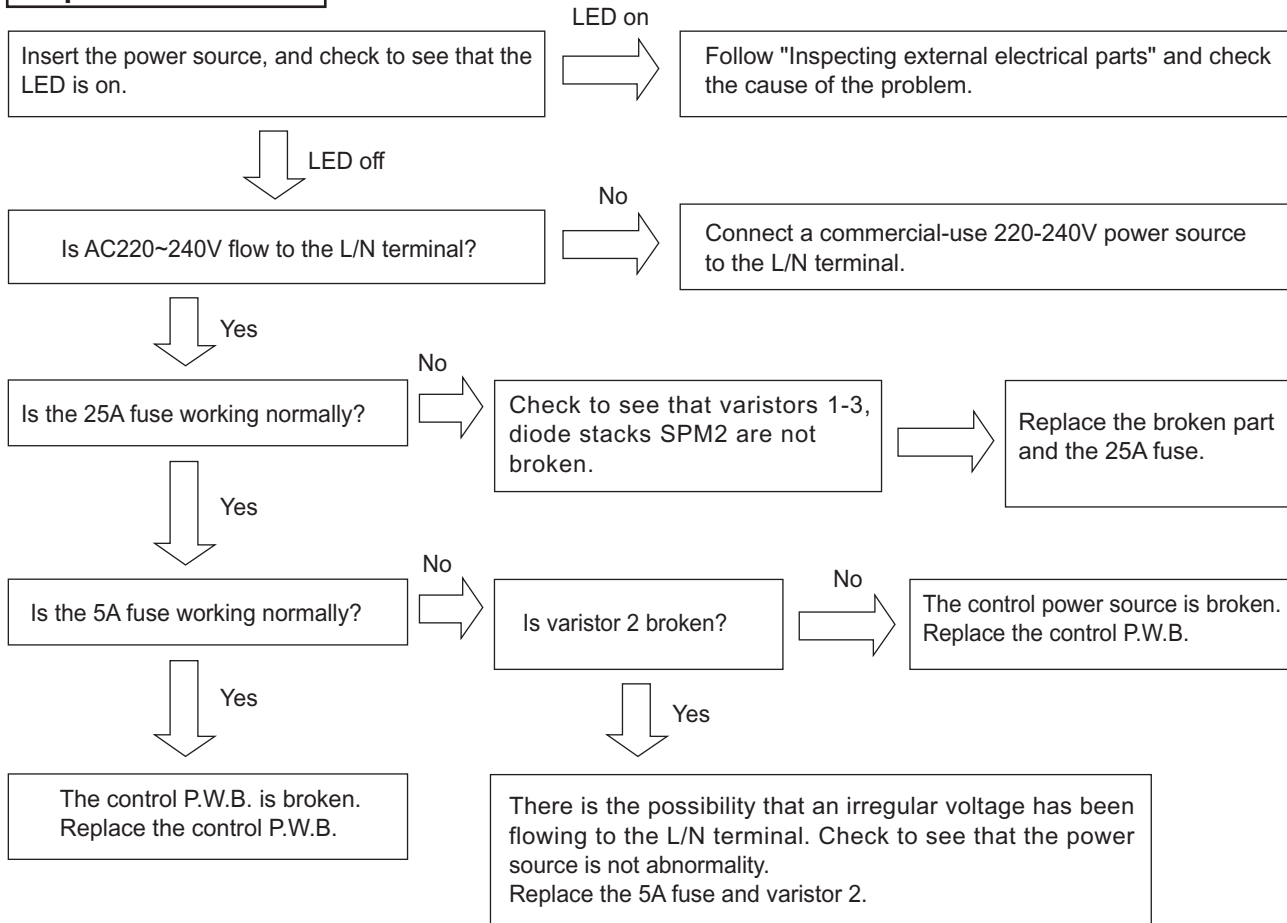 LED on
Insert the power source, and check to see that the
LED is on.
Follow "Inspecting external electrical parts" and check
the cause of the problem.
LED off
No
Is AC220~240V flow to the L/N terminal?
Connect a commercial-use 220-240V power source
to the L/N terminal.
Yes
No
Is the 25A fuse working normally?
Check to see that varistors 1-3,
diode stacks SPM2 are not
broken.
Replace the broken part
and the 25A fuse.
Yes
No
No
Is the 5A fuse working normally?
Is varistor 2 broken?
The control power source is broken.
Replace the control P.W.B.
Yes
Yes
The control P.W.B. is broken.
Replace the control P.W.B.
There is the possibility that an irregular voltage has been
flowing to the L/N terminal. Check to see that the power
source is not abnormality.
Replace the 5A fuse and varistor 2.